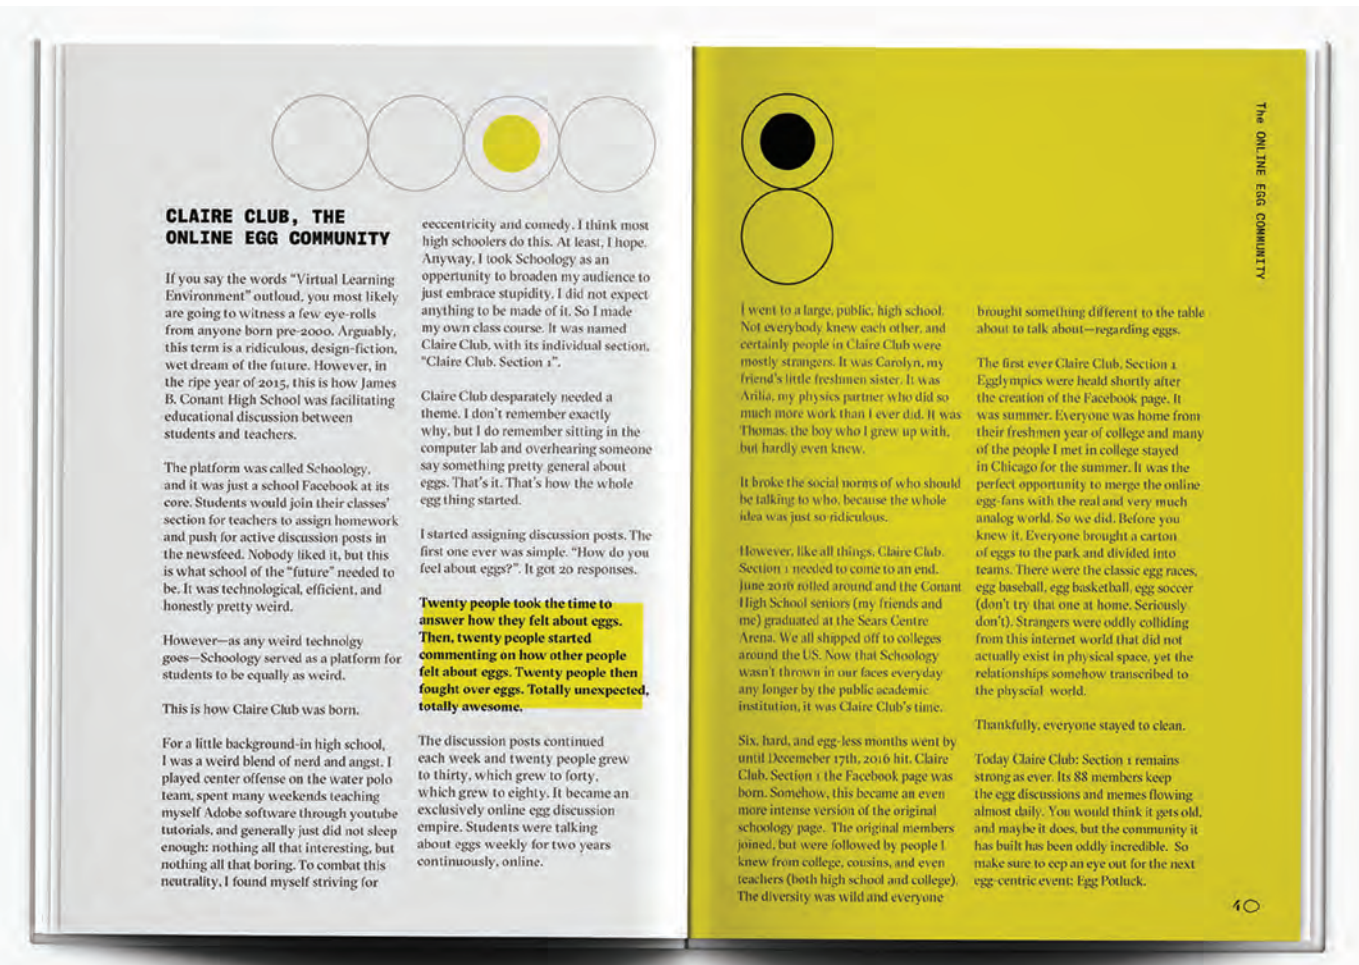 CLAIRE CLUB, THE
ONLINE EGG COMMUNITY
If you say the words "Virtual Learning
Environment" outloud, you most likely
are going to witness a few eye-rolls
from anyone born pre-2000. Arguably,
this term is a ridiculous, design-fiction,
wet dream of the future. However, in
the ripe year of 2015, this is how James
B. Conant High School was facilitating
educational discussion between
students and teachers.
The platform was called Schoology,
and it was just a school Facebook at its
core. Students would join their classes'
section for teachers to assign homework
and push for active discussion posts in
the newsfeed. Nobody liked it, but this
is what school of the "future" needed to
be. It was technological, efficient, and
honestly pretty weird.
However—as any weird technolgy
goes—Schoology served as a platform for
students to be equally as weird.
This is how Claire Club was born.
For a little background-in high school,
I was a weird blend of nerd and angst. I
played center offense on the water polo
team, spent many weekends teaching
myself Adobe software through youtube
tutorials, and generally just did not sleep
enough: nothing all that interesting, but
nothing all that boring. To combat this
neutrality, I found myself striving for
eeccentricity and comedy. I think most
high schoolers do this. At least, I hope.
Anyway, I took Schoology as an
oppertunity to broaden my audience to
just embrace stupidity. I did not expect
anything to be made of it. So I made
my own class course. It was named
Claire Club, with its individual section,
"Claire Club. Section 1".
Claire Club desparately needed a
theme. I don't remember exactly
why, but I do remember sitting in the
computer lab and overhearing someone
say something pretty general about
eggs. That's it. That's how the whole
egg thing started.
I started assigning discussion posts. The
first one ever was simple. "How do you
feel about eggs?". It got 20 responses.
Twenty people took the time to
answer how they felt about eggs.
Then, twenty people started
commenting on how other people
felt about eggs. Twenty people then
fought over eggs. Totally unexpected,
totally awesome.
The discussion posts continued
each week and twenty people grew
to thirty, which grew to forty,
which grew to eighty. It became an
exclusively online egg discussion
empire. Students were talking
about eggs weekly for two years
continuously, online.
I went to a large, public, high school.
Not everybody knew each other, and
certainly people in Claire Club were
mostly strangers. It was Carolyn, my
friend's little freshmen sister. It was
Arilia, my physics partner who did so
much more work than I ever did. It was
Thomas, the boy who I grew up with,
but hardly even knew.
It broke the social norms of who should
be talking to who, because the whole
idea was just so ridiculous.
However, like all things, Claire Club.
Section 1 needed to come to an end.
June 2016 rolled around and the Conant
High School seniors (my friends and
me) graduated at the Sears Centre
Arena. We all shipped off to colleges
around the US. Now that Schoology
wasn't thrown in our faces everyday
any longer by the public academic
institution, it was Claire Club's time.
Six, hard, and egg-less months went by
until Decemeber 17th, 2016 hit. Claire
Club. Section 1 the Facebook page was
born. Somehow, this became an even
more intense version of the original
schoology page. The original members
joined, but were followed by people I
knew from college, cousins, and even
teachers (both high school and college).
The diversity was wild and everyone
brought something different to the table
about to talk about—regarding eggs.
The first ever Claire Club, Section 1
Egglympics were heald shortly after
the creation of the Facebook page. It
was summer. Everyone was home from
their freshmen year of college and many
of the people I met in college stayed
in Chicago for the summer. It was the
perfect opportunity to merge the online
egg-fans with the real and very much
analog world. So we did. Before you
knew it, Everyone brought a carton
of eggs to the park and divided into
teams. There were the classic egg races,
egg baseball, egg basketball, egg soccer
(don't try that one at home. Seriously
don't). Strangers were oddly colliding
from this internet world that did not
actually exist in physical space, yet the
relationships somehow transcribed to
the physcial world.
Thankfully, everyone stayed to clean.
Today Claire Club: Section 1 remains
strong as ever. Its 88 members keep
the egg discussions and memes flowing
almost daily. You would think it gets old,
and maybe it does, but the community it
has built has been oddly incredible. So
make sure to eep an eye out for the next
egg-centric event: Egg Potluck.
The ONLINE EGG COMMUNITY
40